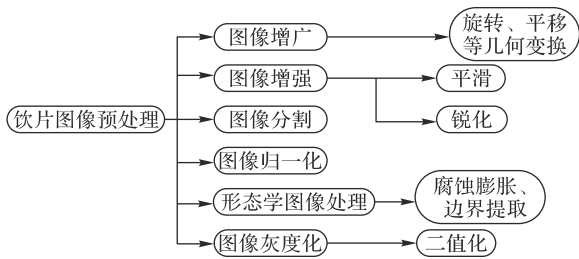 饮片图像预处理
图像增广
旋转、平移
等几何变换
图像增强
平滑
锐化
图像分割
图像归一化
形态学图像处理
腐蚀膨胀、
边界提取
图像灰度化
二值化